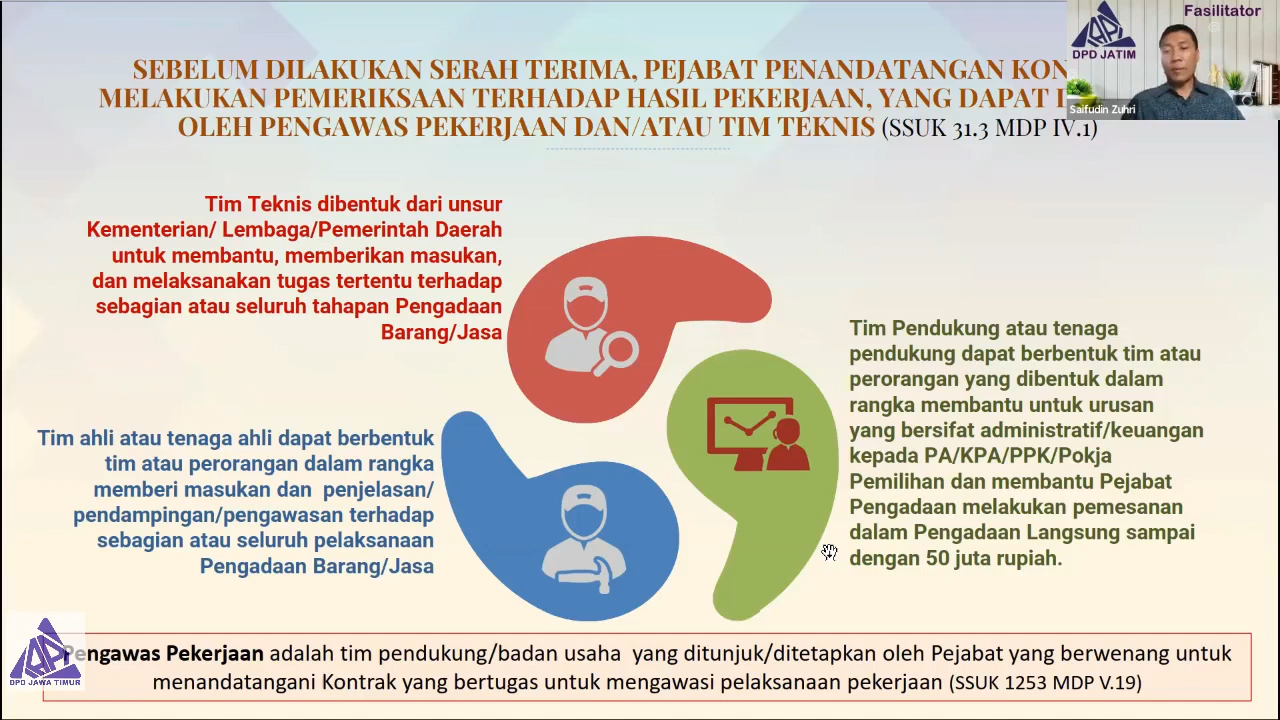 SEBELUM DILAKUKAN SERAH TERIMA, PEJABAT PENANDATANGAN KON
MELAKUKAN PEMERIKSAAN TERHADAP HASIL PEKERJAAN, YANG DAPAT
OLEH PENGAWAS PEKERJAAN DAN/ATAU TIM TEKNIS (SSUK 31.3 MDP IV.1)
Fasilitator
DPD JATIM
Saifudin Zuhri
Tim Teknis dibentuk dari unsur
Kementerian/ Lembaga/Pemerintah Daerah
untuk membantu, memberikan masukan,
dan melaksanakan tugas tertentu terhadap
sebagian atau seluruh tahapan Pengadaan
Barang/Jasa
Tim ahli atau tenaga ahli dapat berbentuk
tim atau perorangan dalam rangka
memberi masukan dan penjelasan/
pendampingan/pengawasan terhadap
sebagian atau seluruh pelaksanaan
Pengadaan Barang/Jasa
Tim Pendukung atau tenaga
pendukung dapat berbentuk tim atau
perorangan yang dibentuk dalam
rangka membantu untuk urusan
yang bersifat administratif/keuangan
kepada PA/KPA/PPK/Pokja
Pemilihan dan membantu Pejabat
Pengadaan melakukan pemesanan
dalam Pengadaan Langsung sampai
dengan 50 juta rupiah.
Pengawas Pekerjaan adalah tim pendukung/badan usaha yang ditunjuk/ditetapkan oleh Pejabat yang berwenang untuk
menandatangani Kontrak yang bertugas untuk mengawasi pelaksanaan pekerjaan (SSUK 1253 MDP V.19)
DPD JAWA TIMUR